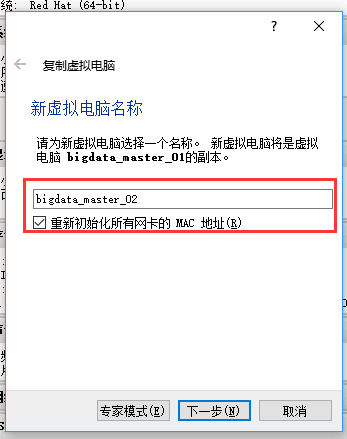 统: Red Hat (64-bit)
?
复制虚拟电脑
新虚拟电脑名称
请为新虚拟电脑选择一个名称。 新虚拟电脑将是虚拟
电脑 bigdata_master_01的副本。
bigdata_master_02
重新初始化所有网卡的 MAC 地址(R)
专家模式(E)
下一步(N)
取消